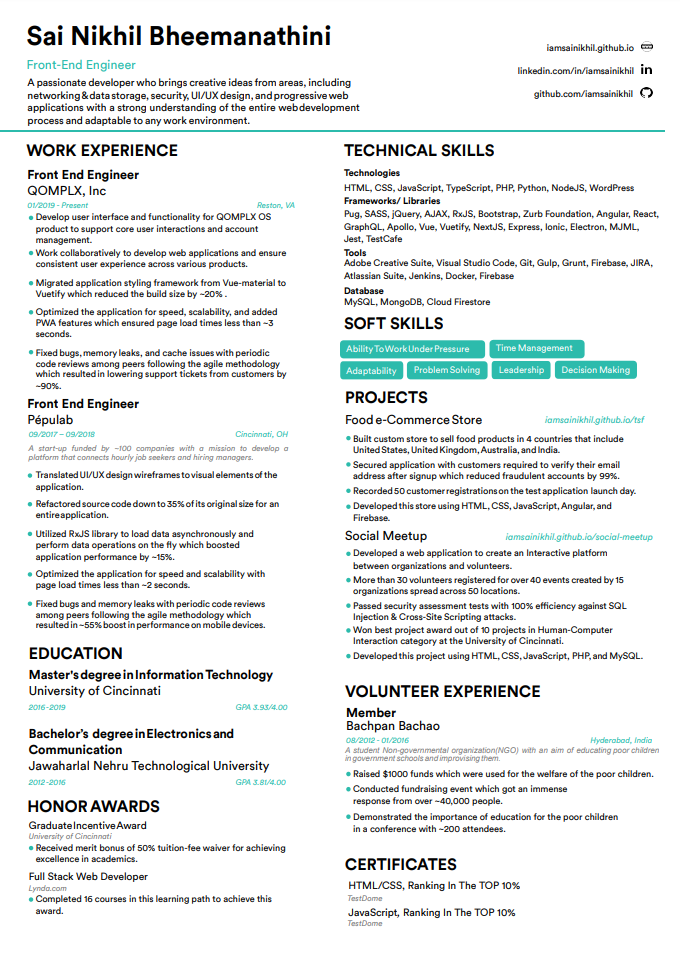 Sai Nikhil Bheemanathini
Front-End Engineer
A passionate developer who brings creative ideas from areas, including
networking & data storage, security, UI/UX design, and progressive web
applications with a strong understanding of the entire web development
process and adaptable to any work environment.
iamsainikhil.github.io
linkedin.com/in/iamsainikhil
github.com/iamsainikhil
WORK EXPERIENCE
Front End Engineer
QOMPLX, Inc
01/2019 - Present Reston, VA
Develop user interface and functionality for QOMPLX OS
product to support core user interactions and account
management.
Work collaboratively to develop web applications and ensure
consistent user experience across various products.
Migrated application styling framework from Vue-material to
Vuetify which reduced the build size by ~20% .
Optimized the application for speed, scalability, and added
PWA features which ensured page load times less than ~3
seconds.
Fixed bugs, memory leaks, and cache issues with periodic
code reviews among peers following the agile methodology
which resulted in lowering support tickets from customers by
~90%.
Front End Engineer
Pépulab
09/2017 – 09/2018 Cincinnati, OH
A start-up funded by ~100 companies with a mission to develop a
platform that connects hourly job seekers and hiring managers.
Translated UI/UX design wireframes to visual elements of the
application.
Refactored source code down to 35% of its original size for an
entire application.
Utilized RxJS library to load data asynchronously and
perform data operations on the fly which boosted
application performance by ~15%.
Optimized the application for speed and scalability with
page load times less than ~2 seconds.
Fixed bugs and memory leaks with periodic code reviews
among peers following the agile methodology which
resulted in ~55% boost in performance on mobile devices.
EDUCATION
Master's degree in Information Technology
University of Cincinnati
2016 -2019 GPA 3.93/4.00
Bachelor's degree in Electronics and
Communication
Jawaharlal Nehru Technological University
2012-2016 GPA 3.81/4.00
HONOR AWARDS
Graduate Incentive Award
University of Cincinnati
Received merit bonus of 50% tuition-fee waiver for achieving
excellence in academics.
Full Stack Web Developer
Lynda.com
Completed 16 courses in this learning path to achieve this
award.
TECHNICAL SKILLS
Technologies
HTML, CSS, JavaScript, TypeScript, PHP, Python, NodeJS, WordPress
Frameworks/ Libraries
Pug, SASS, jQuery, AJAX, RxJS, Bootstrap, Zurb Foundation, Angular, React,
GraphQL, Apollo, Vue, Vuetify, NextJS, Express, Ionic, Electron, MJML,
Jest, TestCafe
Tools
Adobe Creative Suite, Visual Studio Code, Git, Gulp, Grunt, Firebase, JIRA,
Atlassian Suite, Jenkins, Docker, Firebase
Database
MySQL, MongoDB, Cloud Firestore
SOFT SKILLS
Ability To Work Under Pressure Time Management
Adaptability Problem Solving Leadership Decision Making
PROJECTS
Food e-Commerce Store iamsainikhil.github.io/tsf
Built custom store to sell food products in 4 countries that include
United States, United Kingdom, Australia, and India.
Secured application with customers required to verify their email
address after signup which reduced fraudulent accounts by 99%.
Recorded 50 customer registrations on the test application launch day.
Developed this store using HTML, CSS, JavaScript, Angular, and
Firebase.
Social Meetup iamsainikhil.github.io/social-meetup
Developed a web application to create an Interactive platform
between organizations and volunteers.
More than 30 volunteers registered for over 40 events created by 15
organizations spread across 50 locations.
Passed security assessment tests with 100% efficiency against SQL
Injection & Cross-Site Scripting attacks.
Won best project award out of 10 projects in Human-Computer
Interaction category at the University of Cincinnati.
Developed this project using HTML, CSS, JavaScript, PHP, and MySQL.
VOLUNTEER EXPERIENCE
Member
Bachpan Bachao
08/2012 - 01/2016 Hyderabad, India
A student Non-governmental organization(NGO) with an aim of educating poor children
in government schools and improvising them.
Raised $1000 funds which were used for the welfare of the poor children.
Conducted fundraising event which got an immense
response from over ~40,000 people.
Demonstrated the importance of education for the poor children
in a conference with ~200 attendees.
CERTIFICATES
HTML/CSS, Ranking In The TOP 10%
TestDome
JavaScript, Ranking In The TOP 10%
TestDome